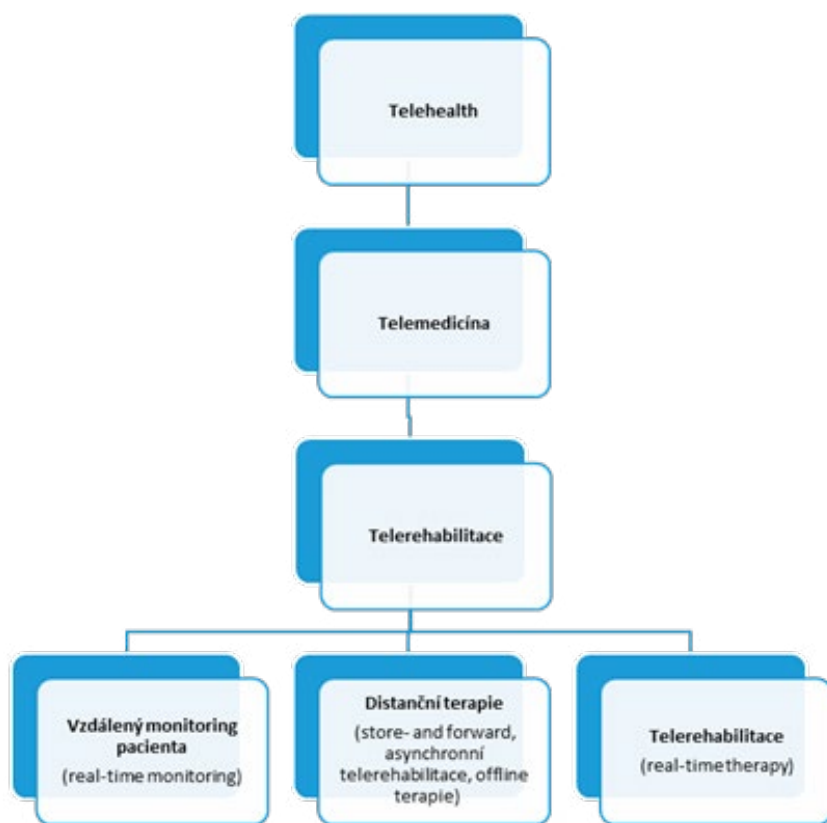 Telehealth
Telemedicína
Telerehabilitace
Vzdálený monitoring
pacienta
(real-time monitoring)
Distanční terapie
(store- and forward,
asynchronní
telerehabilitace, offline
terapie)
Telerehabilitace
(real-time therapy)